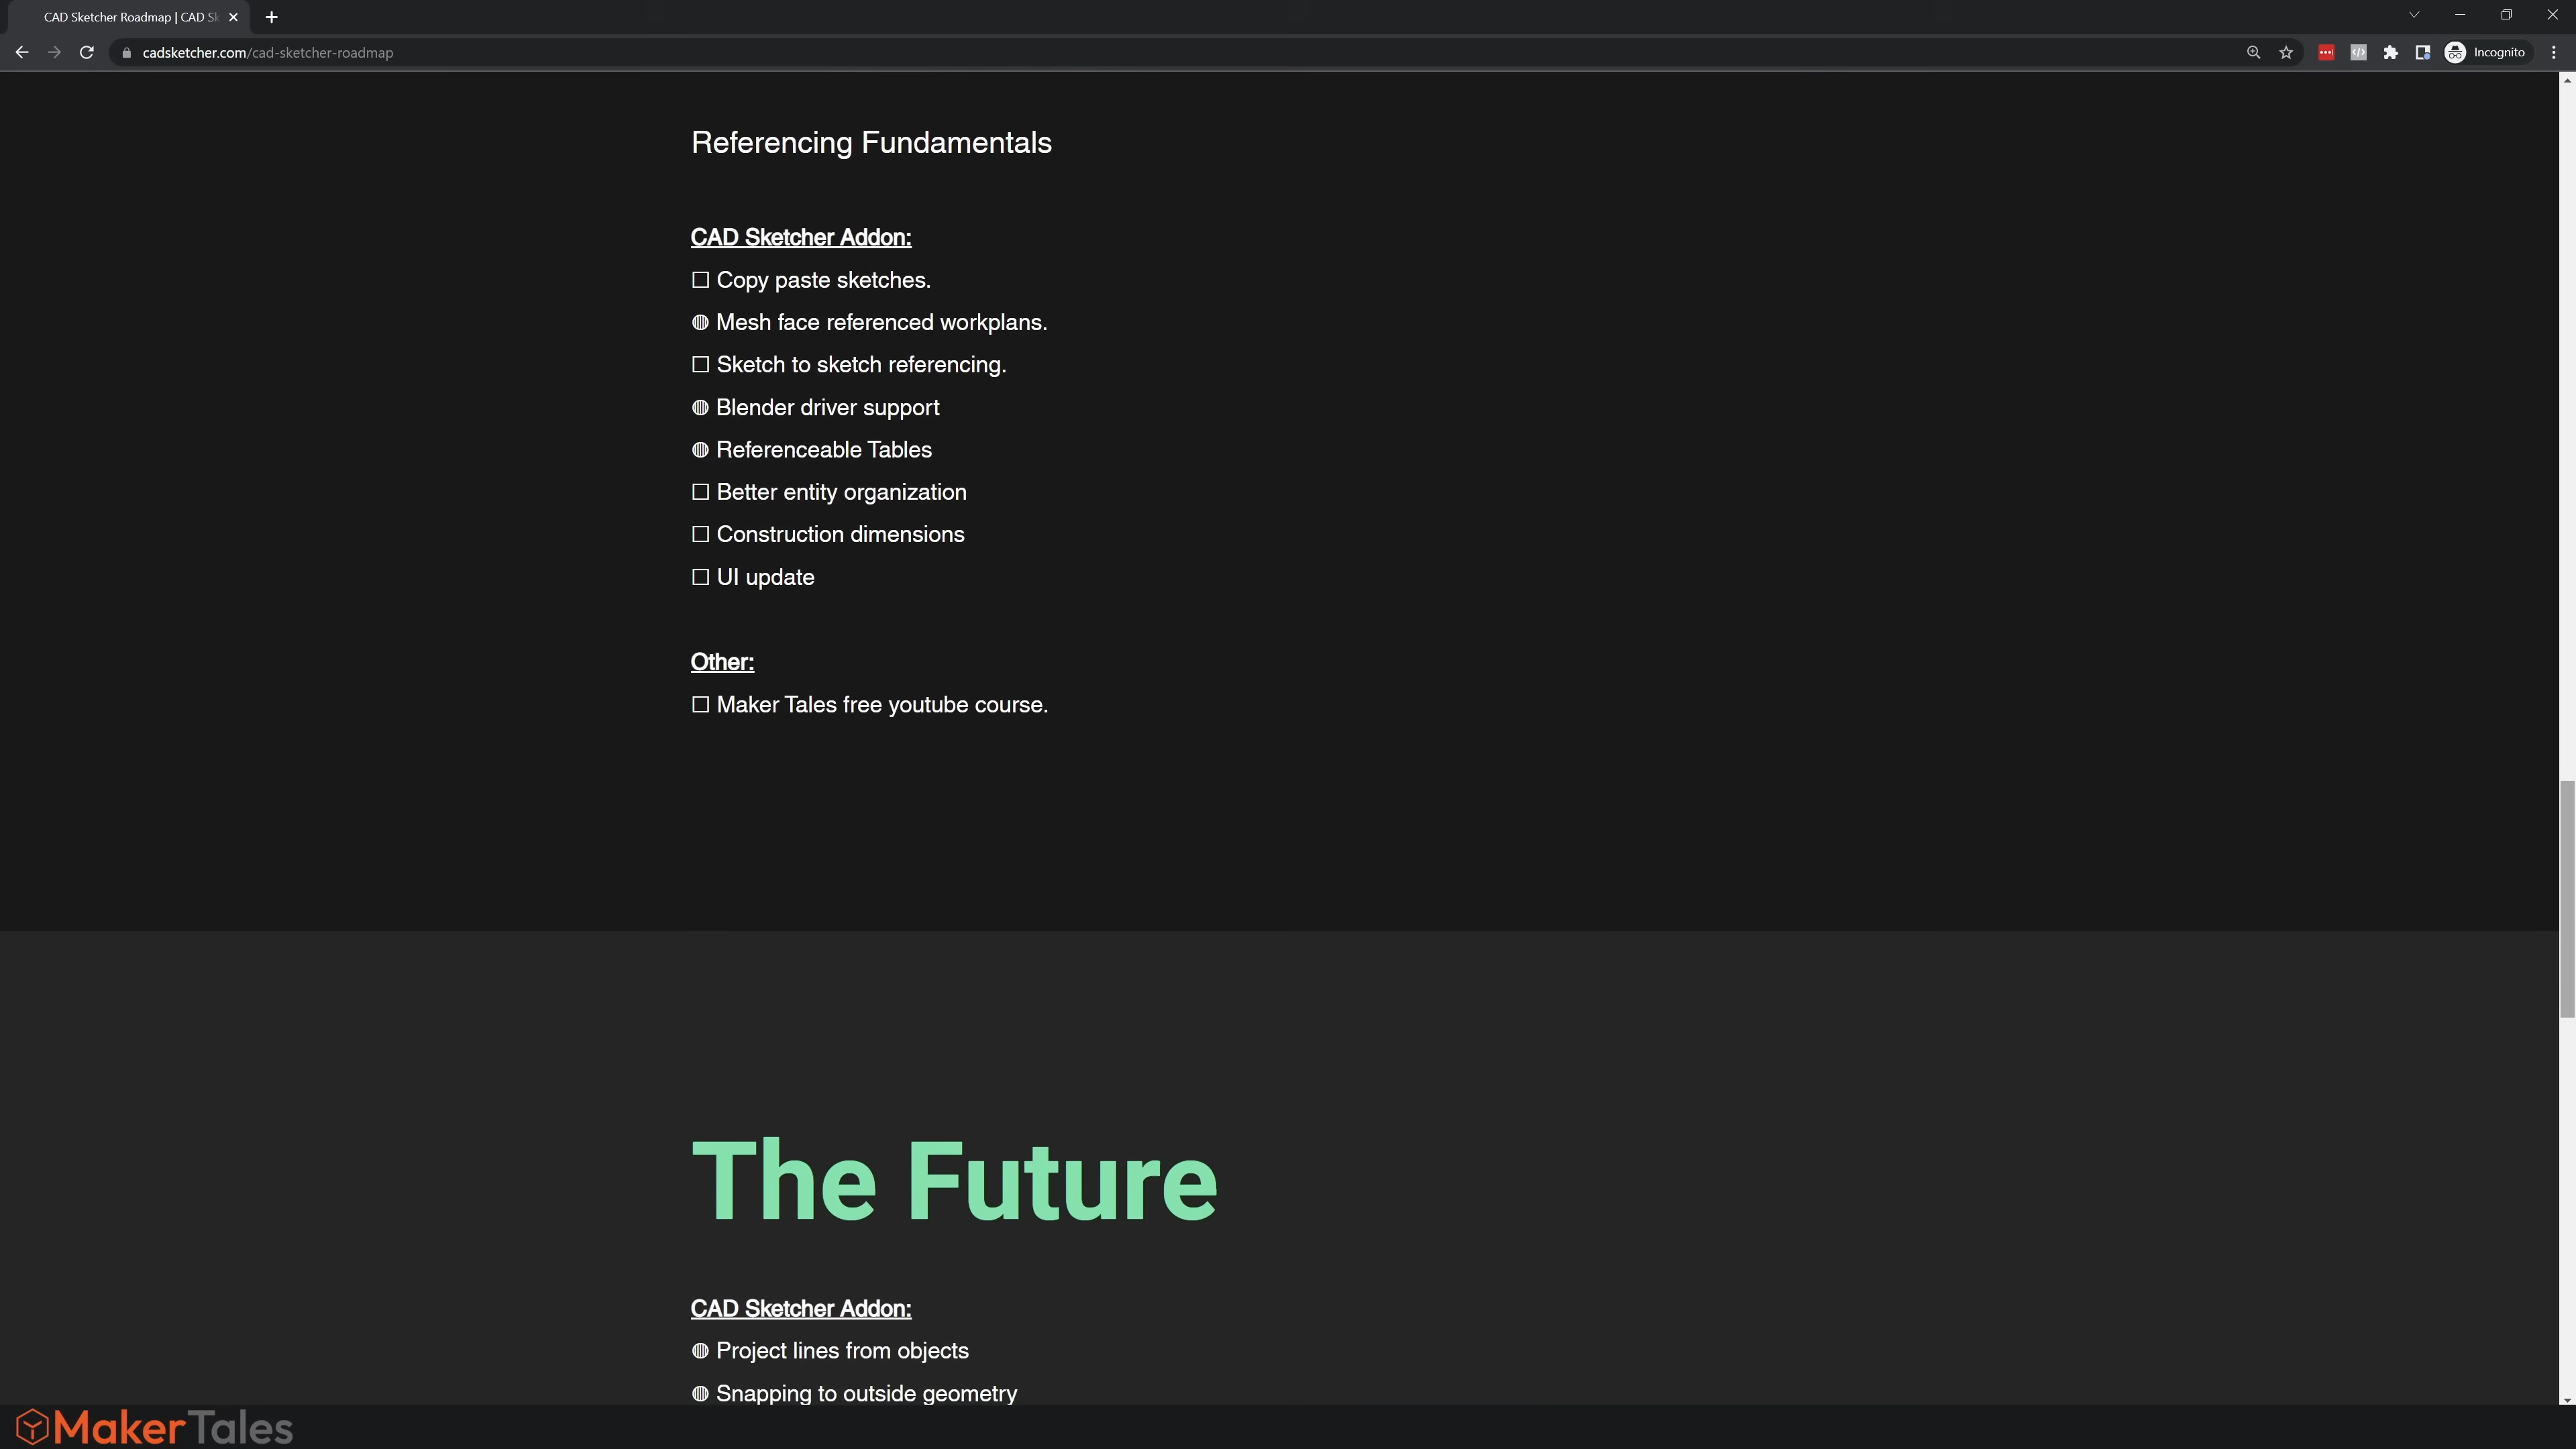 CAD Sketcher Roadmap | CAD Sk
cadsketcher.com/cad-sketcher-roadmap
Incognito
Referencing Fundamentals
CAD Sketcher Addon:
☐ Copy paste sketches.
◍ Mesh face referenced workplans.
☐ Sketch to sketch referencing.
◍ Blender driver support
◍ Referenceable Tables
☐ Better entity organization
☐ Construction dimensions
☐ UI update
Other:
☐ Maker Tales free youtube course.
The Future
CAD Sketcher Addon:
◍ Project lines from objects
◍ Snapping to outside geometry
MakerTales